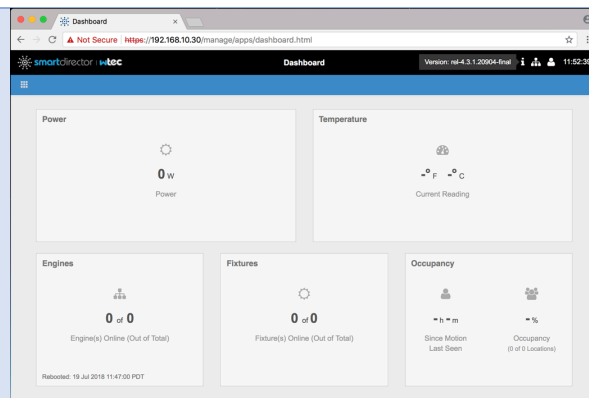 Dashboard
Not Secure https://192.168.10.30/manage/apps/dashboard.html
smartdirector wtec Dashboard Version: rel-4.3.1.20904-final 11:52:39
Power Temperature
0 W -° F -° C
Power Current Reading
Engines Fixtures Occupancy
0 of 0 0 of 0 - h - m - %
Engine(s) Online (Out of Total) Fixture(s) Online (Out of Total) Since Motion Occupancy
Last Seen (0 of 0 Locations)
Rebooted: 19 Jul 2018 11:47:00 PDT